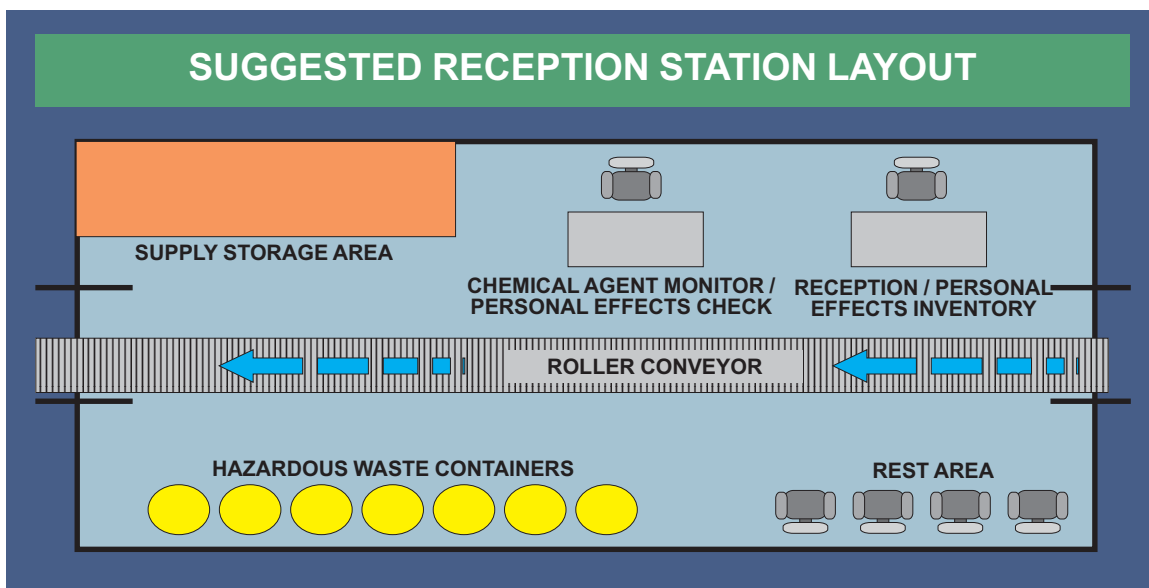 SUGGESTED RECEPTION STATION LAYOUT
SUPPLY STORAGE AREA
CHEMICAL AGENT MONITOR /
PERSONAL EFFECTS CHECK
RECEPTION / PERSONAL
EFFECTS INVENTORY
ROLLER CONVEYOR
HAZARDOUS WASTE CONTAINERS
REST AREA